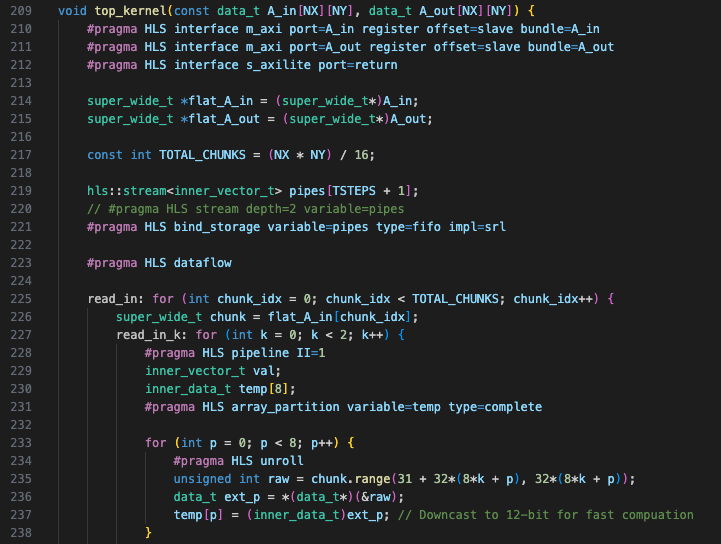 209 void top_kernel(const data_t A_in[NX][NY], data_t A_out[NX][NY]) {
210     #pragma HLS interface m_axi port=A_in register offset=slave bundle=A_in
211     #pragma HLS interface m_axi port=A_out register offset=slave bundle=A_out
212     #pragma HLS interface s_axilite port=return
213
214     super_wide_t *flat_A_in = (super_wide_t*)A_in;
215     super_wide_t *flat_A_out = (super_wide_t*)A_out;
216
217     const int TOTAL_CHUNKS = (NX * NY) / 16;
218
219     hls::stream<inner_vector_t> pipes[TSTEPS + 1];
220     // #pragma HLS stream depth=2 variable=pipes
221     #pragma HLS bind_storage variable=pipes type=fifo impl=srl
222
223     #pragma HLS dataflow
224
225     read_in: for (int chunk_idx = 0; chunk_idx < TOTAL_CHUNKS; chunk_idx++) {
226         super_wide_t chunk = flat_A_in[chunk_idx];
227         read_in_k: for (int k = 0; k < 2; k++) {
228             #pragma HLS pipeline II=1
229             inner_vector_t val;
230             inner_data_t temp[8];
231             #pragma HLS array_partition variable=temp type=complete
232
233             for (int p = 0; p < 8; p++) {
234                 #pragma HLS unroll
235                 unsigned int raw = chunk.range(31 + 32*(8*k + p), 32*(8*k + p));
236                 data_t ext_p = *(data_t*)(&raw);
237                 temp[p] = (inner_data_t)ext_p; // Downcast to 12-bit for fast compuation
238             }